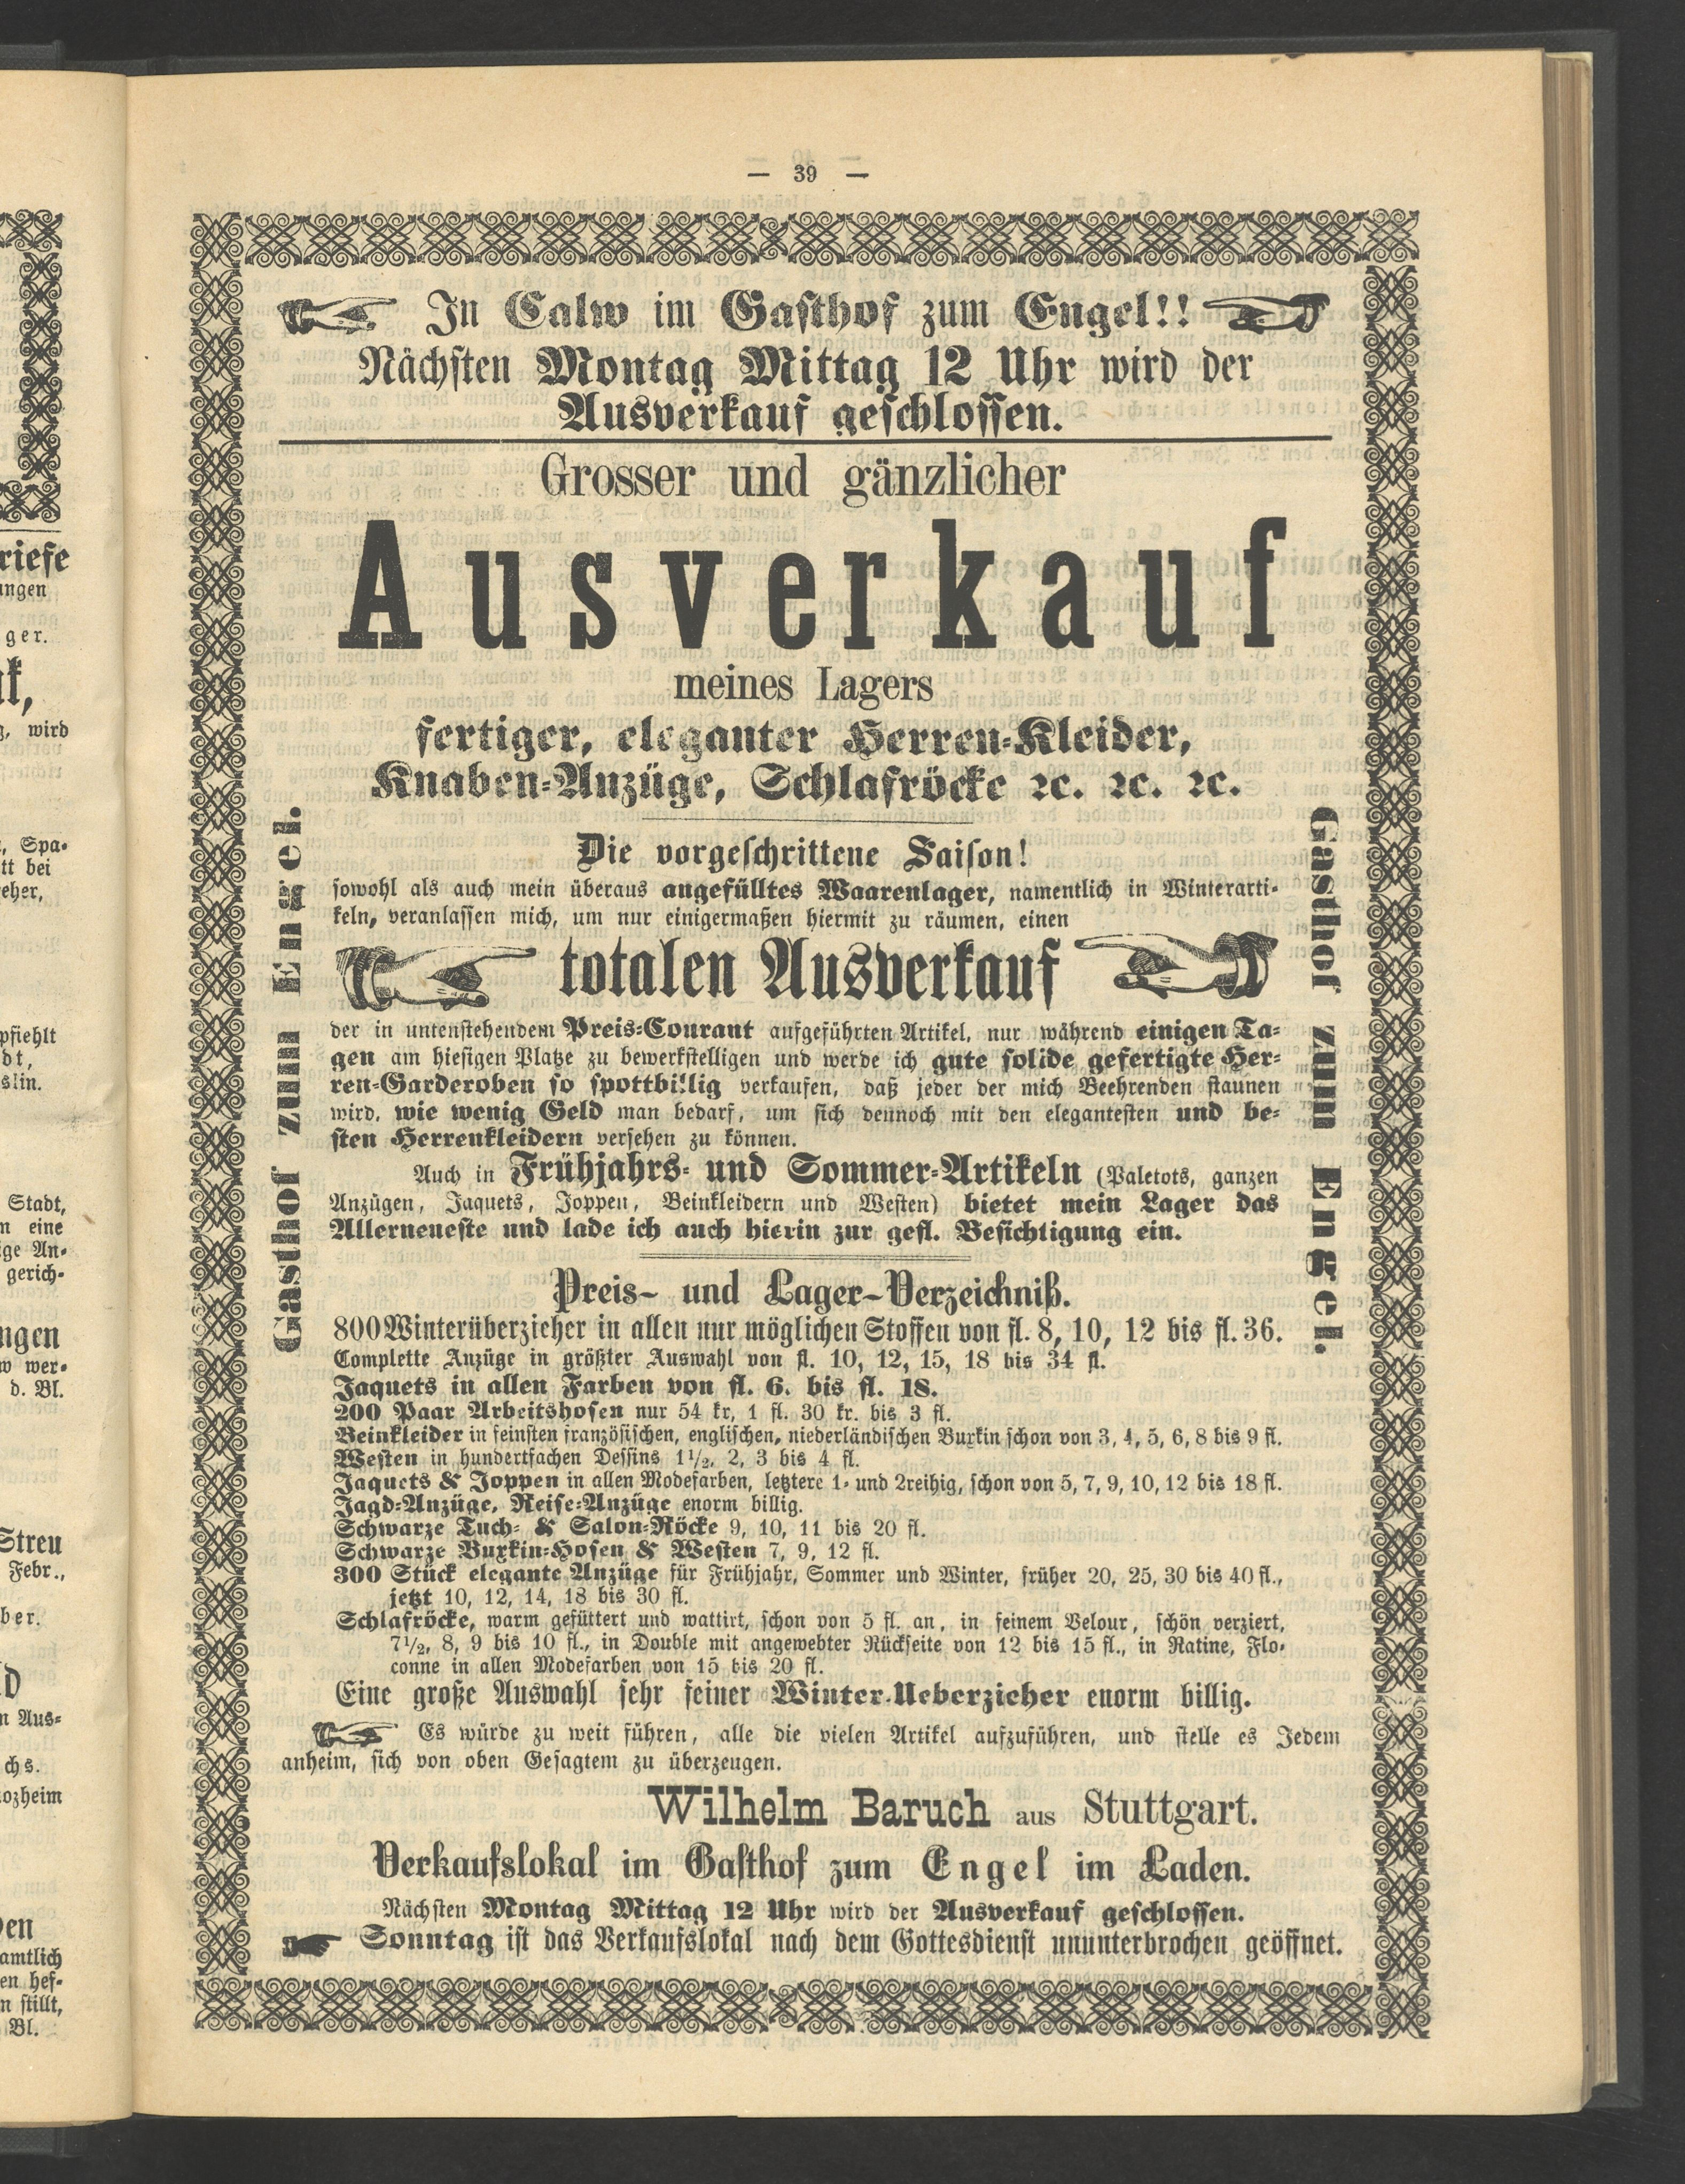 — 39 —
In Calw im Gasthof zum Engel!!
Nächsten Montag Mittag 12 Uhr wird der
Ausverkauf geschlossen.
Grosser und gänzlicher
Ausverkauf
meines Lagers
fertiger, eleganter Herren-Kleider,
Knaben-Anzüge, Schlafröcke ꝛc. ꝛc. ꝛc.
Gasthof zum Engel.
Gasthof zum Engel.
Die vorgeschrittene Saison!
sowohl als auch mein überaus angefülltes Waarenlager, namentlich in Winterarti-
keln, veranlassen mich, um nur einigermaßen hiermit zu räumen, einen
totalen Ausverkauf
der in untenstehendem Preis-Courant aufgeführten Artikel, nur während einigen Ta-
gen am hiesigen Platze zu bewerkstelligen und werde ich gute solide gefertigte Her-
ren-Garderoben so spottbillig verkaufen, daß jeder der mich Beehrenden staunen
wird, wie wenig Geld man bedarf, um sich dennoch mit den elegantesten und be-
sten Herrenkleidern versehen zu können.
Auch in Frühjahrs- und Sommer-Artikeln (Paletots, ganzen
Anzügen, Jaquets, Joppen, Beinkleidern und Westen) bietet mein Lager das
Allerneueste und lade ich auch hierin zur gefl. Besichtigung ein.
Preis- und Lager-Verzeichniß.
800 Winterüberzieher in allen nur möglichen Stoffen von fl. 8, 10, 12 bis fl. 36.
Complette Anzüge in größter Auswahl von fl. 10, 12, 15, 18 bis 34 fl.
Jaquets in allen Farben von fl. 6. bis fl. 18.
200 Paar Arbeitshosen nur 54 kr, 1 fl. 30 kr. bis 3 fl.
Beinkleider in feinsten französischen, englischen, niederländischen Buxkin schon von 3, 4, 5, 6, 8 bis 9 fl.
Westen in hundertfachen Dessins 1½, 2, 3 bis 4 fl.
Jaquets & Joppen in allen Modefarben, letztere 1- und 2reihig, schon von 5, 7, 9, 10, 12 bis 18 fl.
Jagd-Anzüge, Reise-Anzüge enorm billig.
Schwarze Tuch- & Salon-Röcke 9, 10, 11 bis 20 fl.
Schwarze Buxkin-Hosen & Westen 7, 9, 12 fl.
300 Stück elegante Anzüge für Frühjahr, Sommer und Winter, früher 20, 25, 30 bis 40 fl.,
jetzt 10, 12, 14, 18 bis 30 fl.
Schlafröcke, warm gefüttert und wattirt, schon von 5 fl. an, in feinem Velour, schön verziert,
7½, 8, 9 bis 10 fl., in Double mit angewebter Rückseite von 12 bis 15 fl., in Ratine, Flo-
conne in allen Modefarben von 15 bis 20 fl.
Eine große Auswahl sehr feiner Winter-Ueberzieher enorm billig.
Es würde zu weit führen, alle die vielen Artikel aufzuführen, und stelle es Jedem
anheim, sich von oben Gesagtem zu überzeugen.
Wilhelm Baruch aus Stuttgart.
Verkaufslokal im Gasthof zum Engel im Laden.
Nächsten Montag Mittag 12 Uhr wird der Ausverkauf geschlossen.
Sonntag ist das Verkaufslokal nach dem Gottesdienst ununterbrochen geöffnet.